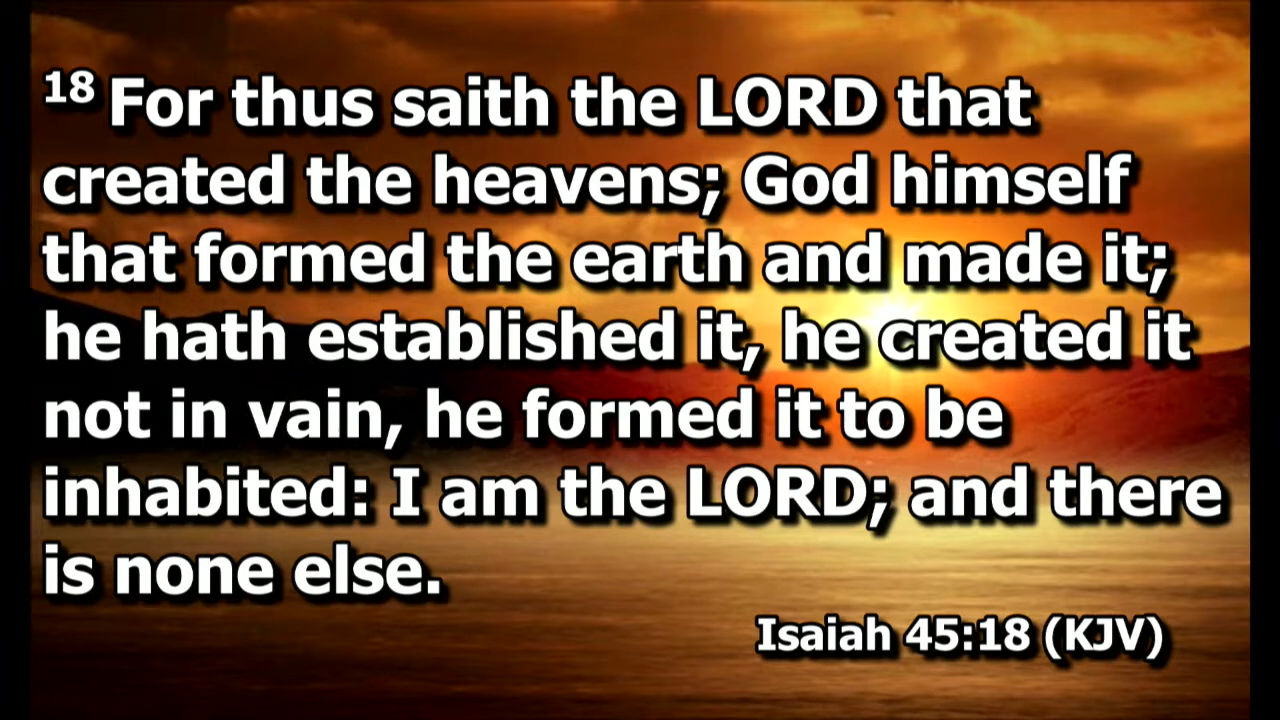 18 For thus saith the LORD that
created the heavens; God himself
that formed the earth and made it;
he hath established it, he created it
not in vain, he formed it to be
inhabited: I am the LORD; and there
is none else.
Isaiah 45:18 (KJV)